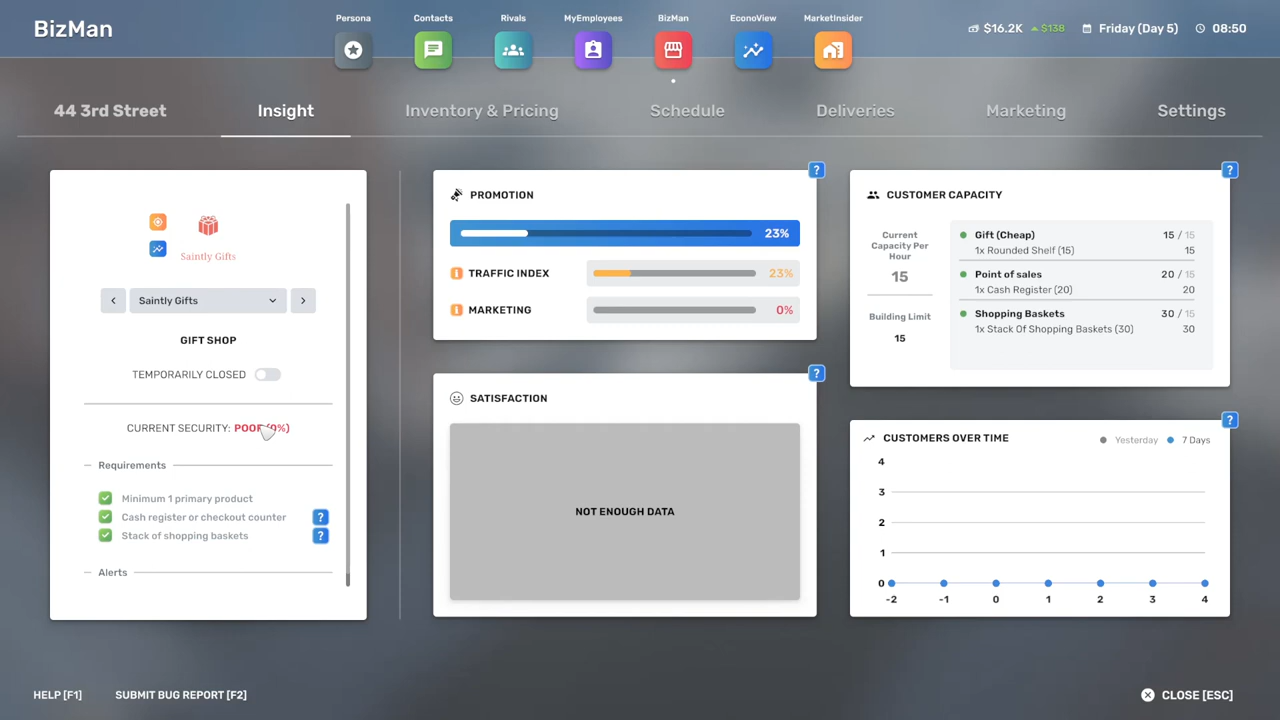 BizMan
Persona
Contacts
Rivals
MyEmployees
BizMan
EconoView
MarketInsider
$16.2K $138
Friday (Day 5)
08:50
44 3rd Street
Insight
Inventory & Pricing
Schedule
Deliveries
Marketing
Settings
Saintly Gifts
< Saintly Gifts >
GIFT SHOP
TEMPORARILY CLOSED
CURRENT SECURITY: POOR (0%)
Requirements
Minimum 1 primary product
Cash register or checkout counter ?
Stack of shopping baskets ?
Alerts
?
PROMOTION
23%
TRAFFIC INDEX 23%
MARKETING 0%
?
SATISFACTION
NOT ENOUGH DATA
?
CUSTOMER CAPACITY
Current
Capacity Per
Hour
15
Building Limit
15
Gift (Cheap) 15 / 15
1x Rounded Shelf (15) 15
Point of sales 20 / 15
1x Cash Register (20) 20
Shopping Baskets 30 / 15
1x Stack Of Shopping Baskets (30) 30
?
CUSTOMERS OVER TIME
Yesterday 7 Days
4
3
2
1
0
-2 -1 0 1 2 3 4
HELP [F1]
SUBMIT BUG REPORT [F2]
CLOSE [ESC]